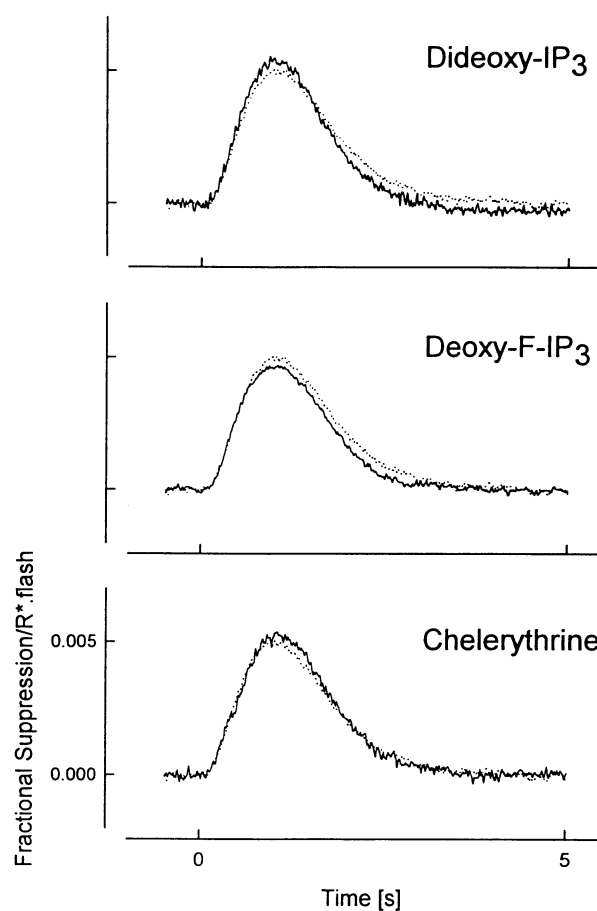 Dideoxy-IP3
Deoxy-F-IP3
Chelerythrine
Fractional Suppression/R*.flash
0.005
0.000
0
5
Time [s]